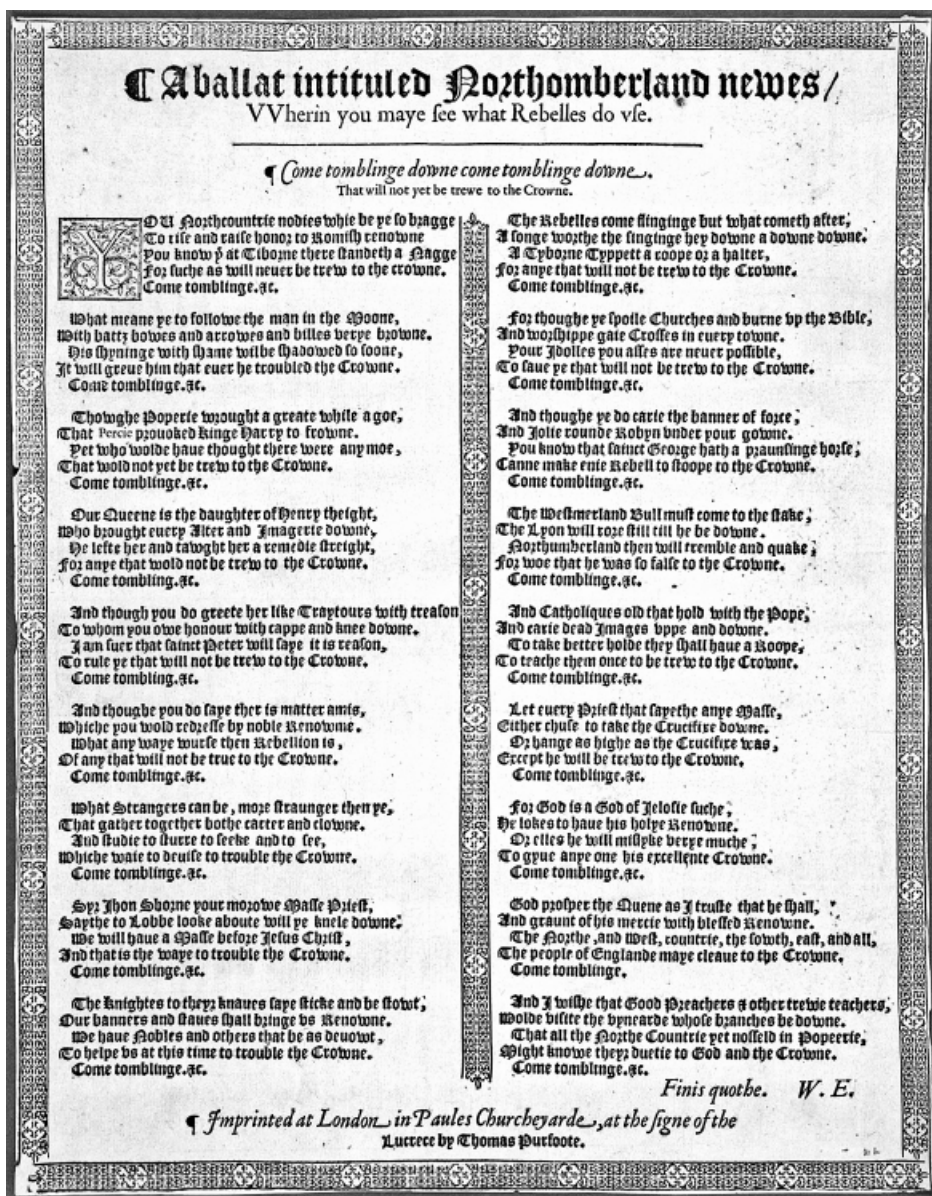 ¶ A ballat intituled Northomberland newes/
VVherin you maye see what Rebelles do vse.
¶ Come tomblinge downe come tomblinge downe.
That will not yet be trewe to the Crowne.
YOU Northcountrie nodies whie be ye so bragge
To rise and raise honor to Romish renowne
You know yͭ at Tiborne there standeth a Nagge
For suche as will neuer be trew to the crowne.
Come tomblinge.⁊c.
What meane ye to followe the man in the Moone,
With battz bowes and arrowes and billes verye browne.
His shyninge with shame wilbe shadowed so soone,
It will greue him that euer he troubled the Crowne.
Come tomblinge.⁊c.
Thowghe Poperie wrought a greate while a goe,
That Percie prouoked kinge Harry to frowne.
Yet who wolde haue thought there were any moe,
That wold not yet be trew to the Crowne.
Come tomblinge.⁊c.
Our Queene is the daughter of Henry theight,
Who brought euery Alter and Imagerie downe,
He lefte her and tawght her a remedie streight,
For anye that wold not be trew to the Crowne.
Come tombling.⁊c.
And though you do greete her like Traytours with treason
To whom you owe honour with cappe and knee downe.
I am suer that sainct Peter will saye it is reason,
To rule ye that will not be trew to the Crowne.
Come tombling.⁊c.
And thoughe you do saye ther is matter amis,
Whiche you wold redresse by noble Renowme.
What any waye wurse then Rebellion is,
Of any that will not be true to the Crowne.
Come tomblinge.⁊c.
What Strangers can be, more straunger then ye,
That gather together bothe carter and clowne.
And studie to sturre to seeke and to see,
Whiche waie to deuise to trouble the Crowne.
Come tomblinge.⁊c.
Syr Jhon Shorne your morowe Masse Priest,
Saythe to Lobbe looke aboute will ye knele downe.
We will haue a Masse before Jesus Christ,
And that is the waye to trouble the Crowne.
Come tomblinge.⁊c.
The knightes to theyr knaues saye sticke and be stowt,
Our banners and staues shall bringe vs Renowne.
We haue Nobles and others that be as deuowt,
To helpe vs at this time to trouble the Crowne.
Come tomblinge.⁊c.
The Rebelles come flinginge but what cometh after,
A songe worthe the singinge hey downe a downe downe.
A Tyborne Typpett a roope or a halter,
For anye that will not be trew to the Crowne.
Come tomblinge.⁊c.
For thoughe ye spoile Churches and burne vp the Bible,
And worshippe gaie Crosses in euery towne.
Your Idolles you asses are neuer possible,
To saue ye that will not be trew to the Crowne.
Come tomblinge.⁊c.
And thoughe ye do carie the banner of force,
And Jolie rounde Robyn vnder your gowne.
You know that sainct George hath a praunsinge horse,
Canne make enie Rebell to stoope to the Crowne.
Come tomblinge.⁊c.
The Westmerland Bull must come to the stake,
The Lyon will rore still till he be downe.
Northumberland then will tremble and quake,
For woe that he was so false to the Crowne.
Come tomblinge.⁊c.
And Catholiques old that hold with the Pope,
And carie dead Images vppe and downe.
To take better holde they shall haue a Roope,
To teache them once to be trew to the Crowne.
Come tomblinge.⁊c.
Let euery Priest that sayethe anye Masse,
Either chuse to take the Crucifixe downe.
Or hange as highe as the Crucifixe was,
Except he will be trew to the Crowne.
Come tomblinge.⁊c.
For God is a God of Jelosie suche,
He lokes to haue his holye Renowne.
Or elles he will mislyke verye muche,
To gyue anye one his excellente Crowne.
Come tomblinge.⁊c.
God prosper the Quene as I truste that he shall,
And graunt of his mercie with blessed Renowne.
The Northe, and West, countrie, the sowth, east, and all,
The people of Englande maye cleaue to the Crowne.
Come tomblinge.
And I wishe that Good Preachers & other trewe teachers,
Wolde visite the vynearde whose branches be downe.
That all the Northe Countrie yet nosseld in Popeerie,
Might knowe theyr duetie to God and the Crowne.
Come tomblinge.⁊c.
Finis quothe. W. E.
¶ Imprinted at London in Paules Churcheyarde, at the signe of the
Lucrece by Thomas Purfoote.